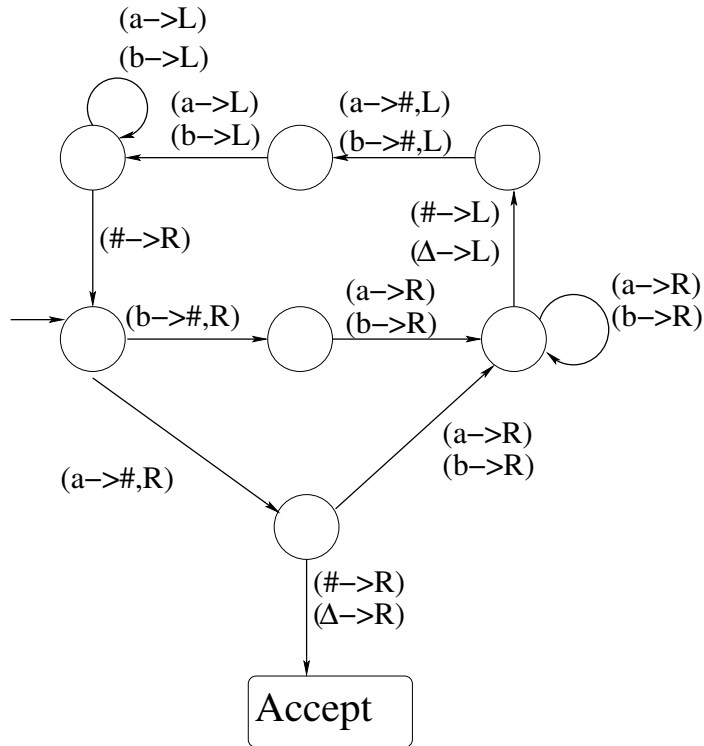 (a->L)
(b->L)
(a->L)
(b->L)
(a->#,L)
(b->#,L)
(#->R)
(#->L)
(Δ->L)
(b->#,R)
(a->R)
(b->R)
(a->R)
(b->R)
(a->#,R)
(a->R)
(b->R)
(#->R)
(Δ->R)
Accept